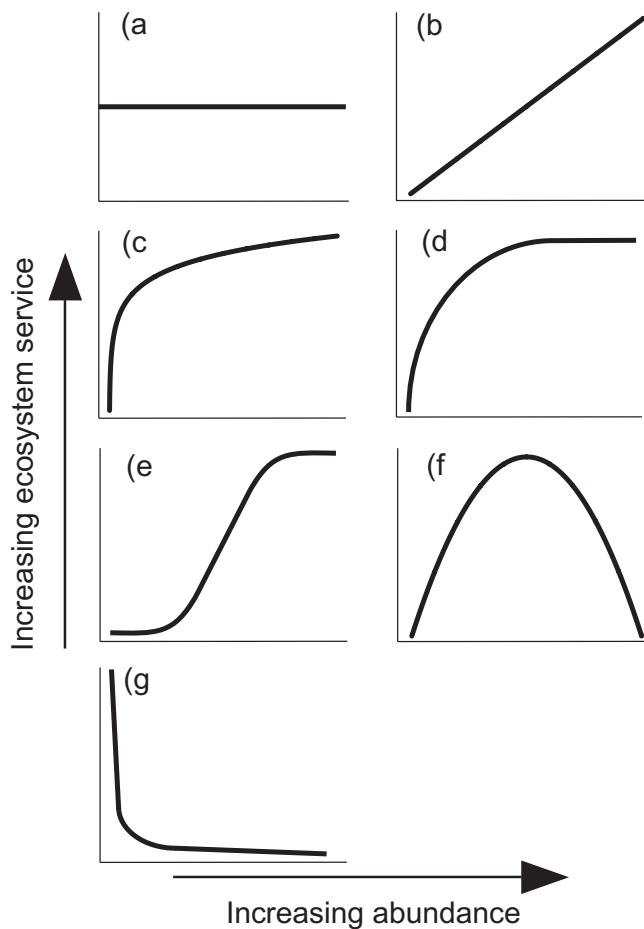 (a
(b
(c
(d
(e
(f
(g
Increasing ecosystem service
Increasing abundance